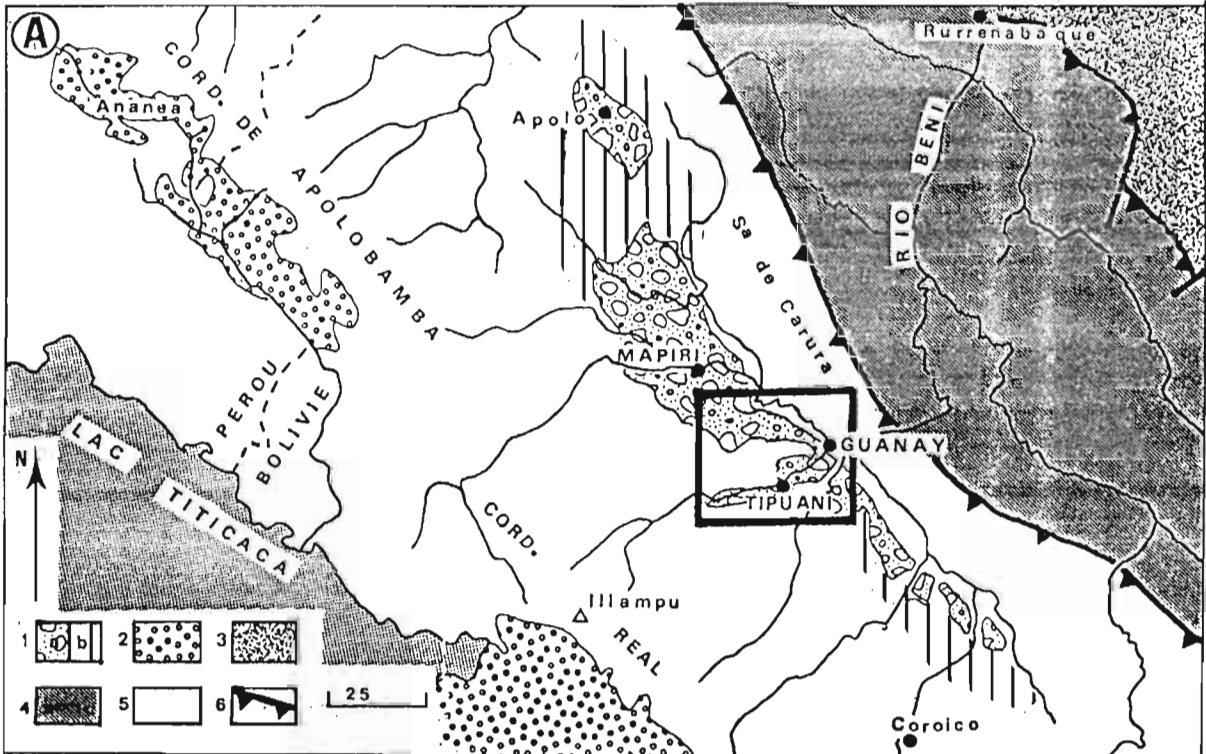 A
Rurrenabaque
CORD. DE APOLOBAMBA
Ananea
Apolo
RIO BENI
Sa de Carura
MAPIRI
PEROU
BOLIVIE
LAC TITICACA
N
GUANAY
TIPUANI
CORD. REAL
Illampu
1 a b 2 3
4 5 6 25
Coroico